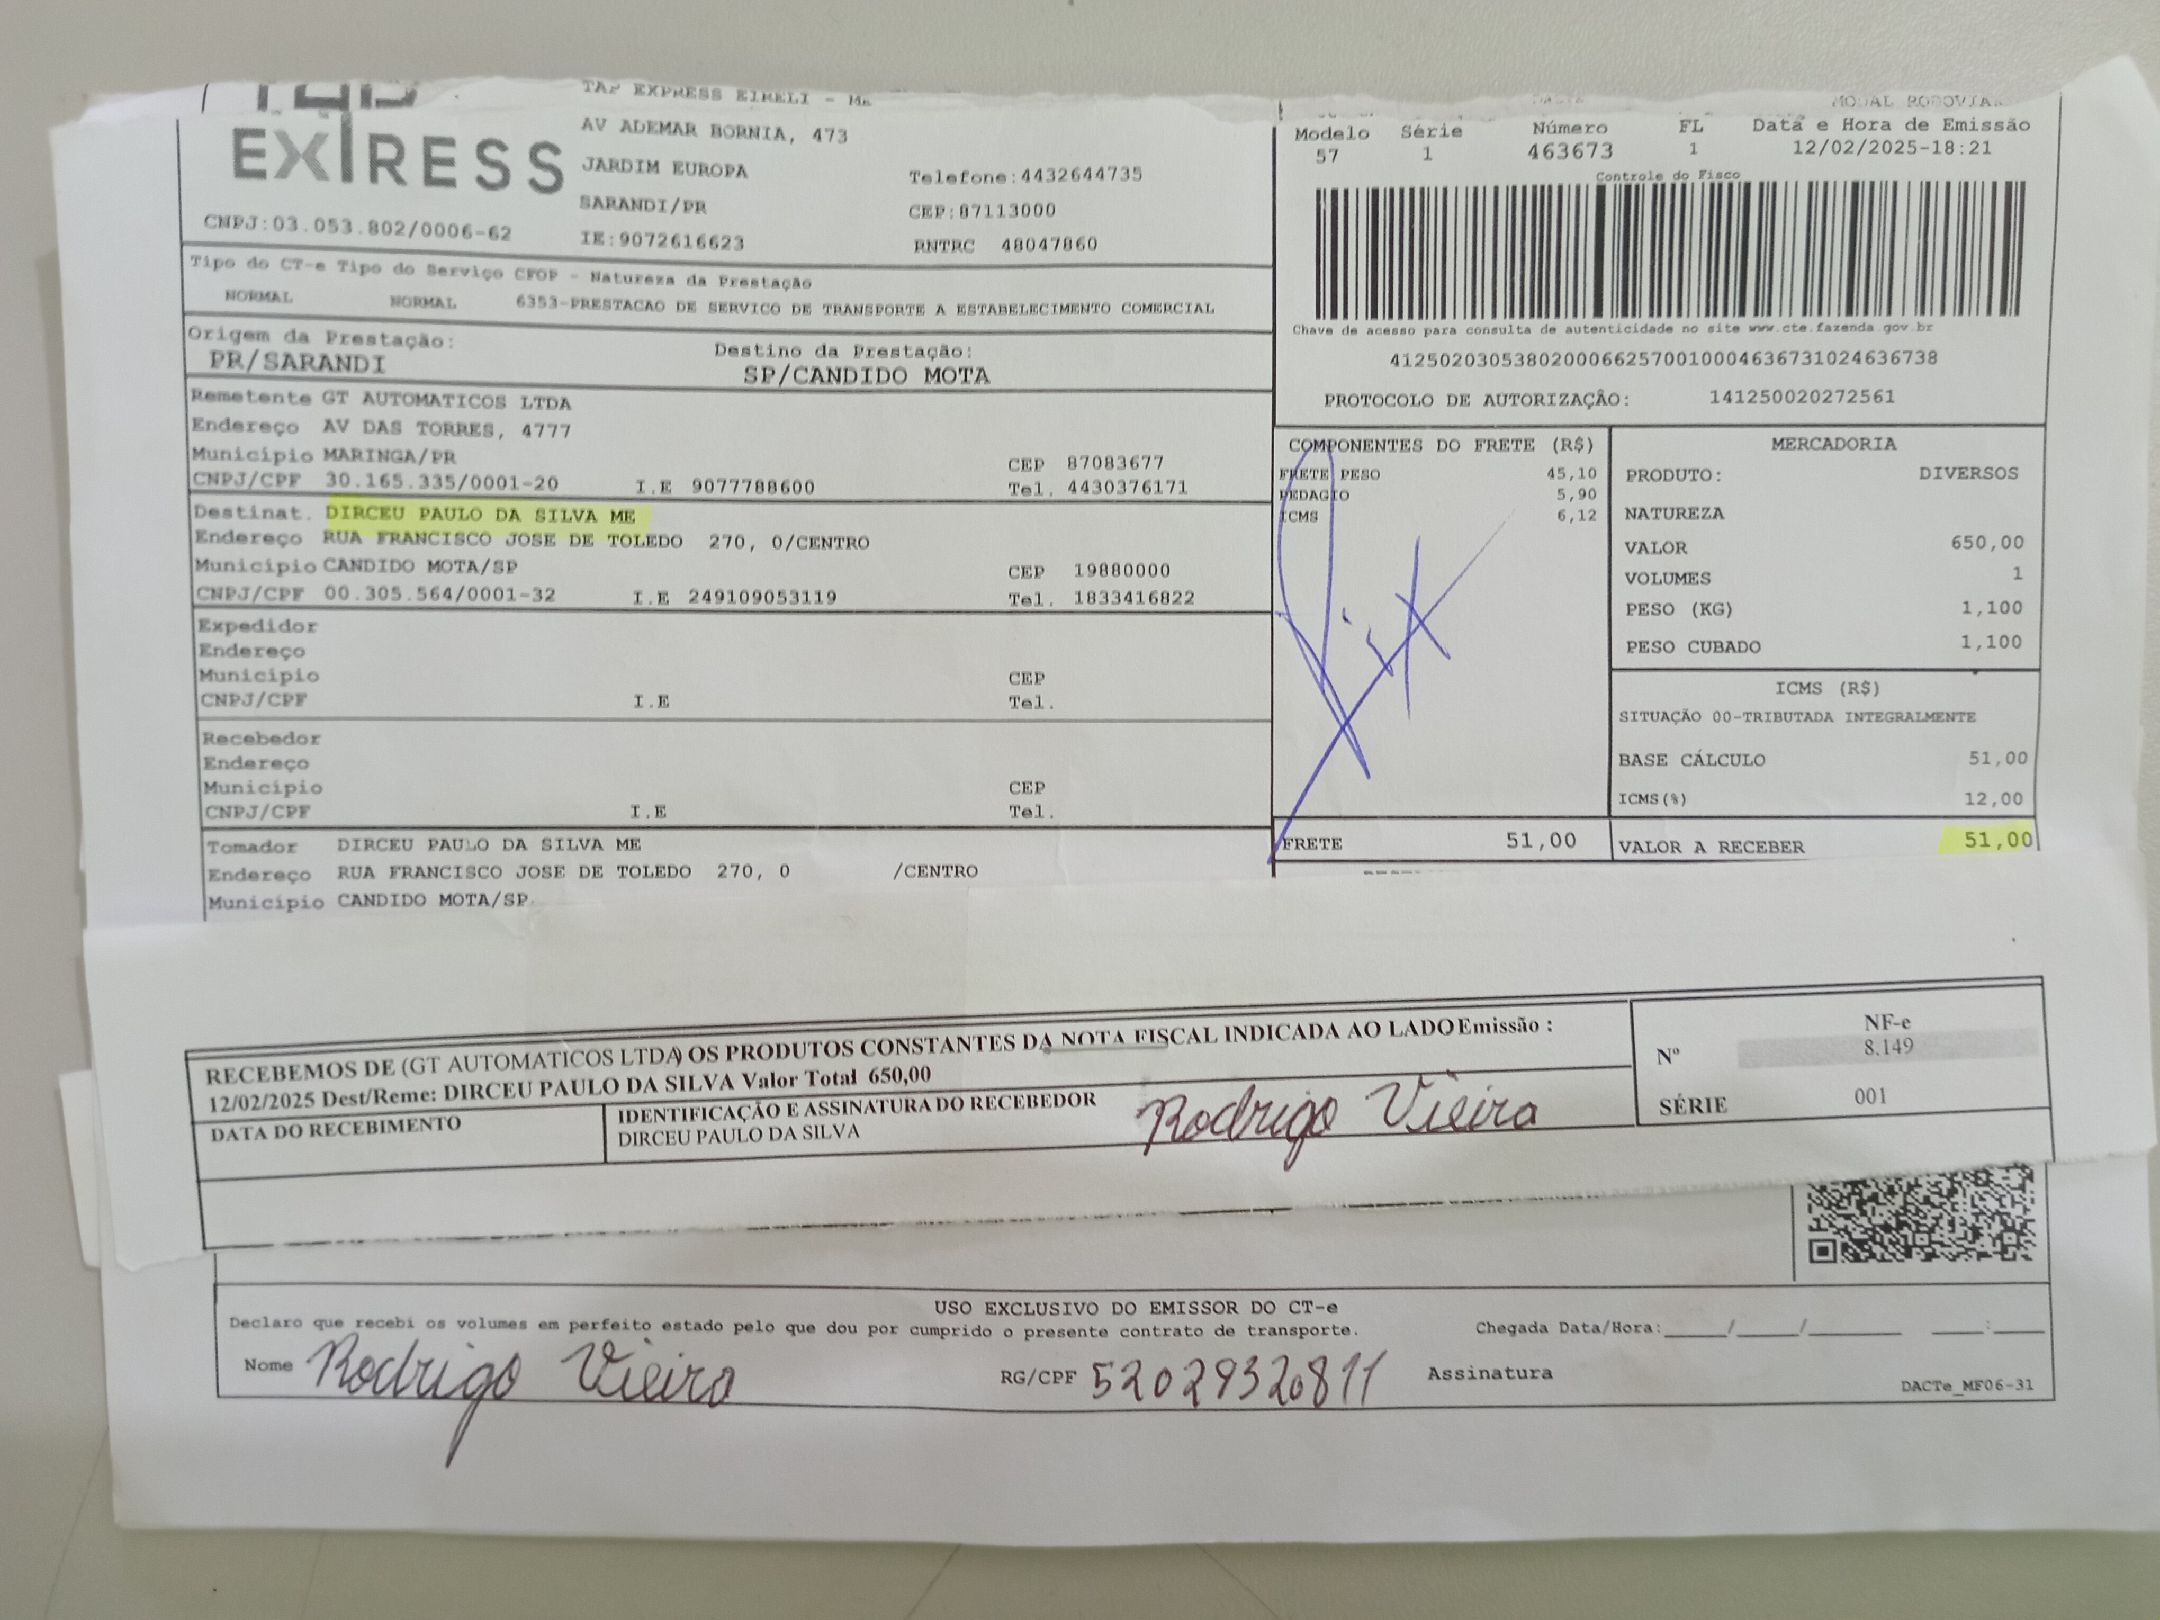 EXPRESS
TAP EXPRESS EIRELI - Me
AV ADEMAR BORNIA, 473
JARDIM EUROPA
Telefone:4432644735
SARANDI/PR
CEP:87113000
CNPJ:03.053.802/0006-62
IE:9072616623
RNTRC 48047860
MODAL RODOVIA
Modelo Série Número FL Data e Hora de Emissão
57 1 463673 1 12/02/2025-18:21
Controle do Fisco
Chave de acesso para consulta de autenticidade no site www.cte.fazenda.gov.br
41250203053802000662570010004636731024636738
PROTOCOLO DE AUTORIZAÇÂO: 141250020272561
Tipo do CT-e Tipo do Serviço CFOP - Natureza da Prestação
NORMAL NORMAL 6353-PRESTACAO DE SERVICO DE TRANSPORTE A ESTABELECIMENTO COMERCIAL
Origem da Prestação: Destino da Prestação:
PR/SARANDI SP/CANDIDO MOTA
Remetente GT AUTOMATICOS LTDA
Endereço AV DAS TORRES, 4777
Município MARINGA/PR CEP 87083677
CNPJ/CPF 30.165.335/0001-20 I.E 9077788600 Tel. 4430376171
Destinat. DIRCEU PAULO DA SILVA ME
Endereço RUA FRANCISCO JOSE DE TOLEDO 270, 0/CENTRO
Município CANDIDO MOTA/SP CEP 19880000
CNPJ/CPF 00.305.564/0001-32 I.E 249109053119 Tel. 1833416822
Expedidor
Endereço
Município CEP
CNPJ/CPF I.E Tel.
Recebedor
Endereço
Município CEP
CNPJ/CPF I.E Tel.
Tomador DIRCEU PAULO DA SILVA ME
Endereço RUA FRANCISCO JOSE DE TOLEDO 270, 0 /CENTRO
Município CANDIDO MOTA/SP
COMPONENTES DO FRETE (R$)
FRETE PESO 45,10
PEDAGIO 5,90
ICMS 6,12
Pix
FRETE 51,00
MERCADORIA
PRODUTO: DIVERSOS
NATUREZA
VALOR 650,00
VOLUMES 1
PESO (KG) 1,100
PESO CUBADO 1,100
ICMS (R$)
SITUAÇÃO 00-TRIBUTADA INTEGRALMENTE
BASE CÁLCULO 51,00
ICMS(%) 12,00
VALOR A RECEBER 51,00
RECEBEMOS DE (GT AUTOMATICOS LTDA) OS PRODUTOS CONSTANTES DA NOTA FISCAL INDICADA AO LADO Emissão :
12/02/2025 Dest/Reme: DIRCEU PAULO DA SILVA Valor Total 650,00
DATA DO RECEBIMENTO
IDENTIFICAÇÃO E ASSINATURA DO RECEBEDOR
DIRCEU PAULO DA SILVA
Rodrigo Vieira
NF-e
Nº 8.149
SÉRIE 001
USO EXCLUSIVO DO EMISSOR DO CT-e
Declaro que recebi os volumes em perfeito estado pelo que dou por cumprido o presente contrato de transporte. Chegada Data/Hora:_____/_____/________ ____:____
Nome Rodrigo Vieira RG/CPF 52029320811 Assinatura
DACTe_MF06-31